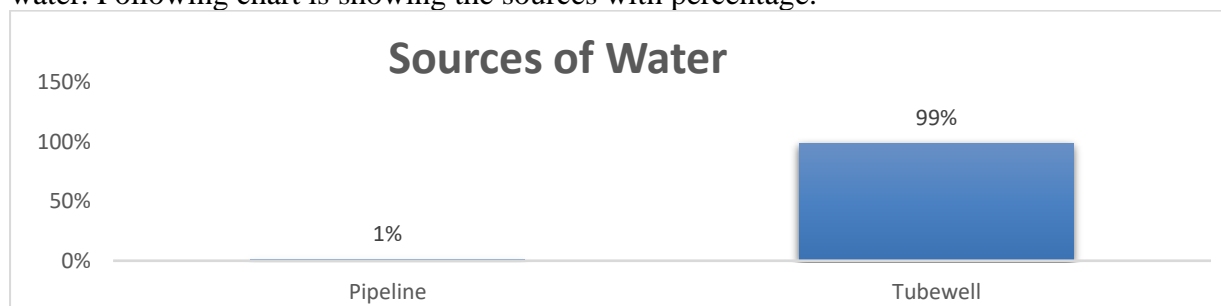 water. Following chart is showing the sources with percentage.
Sources of Water
150%
100%
50%
0%
1%
99%
Pipeline
Tubewell